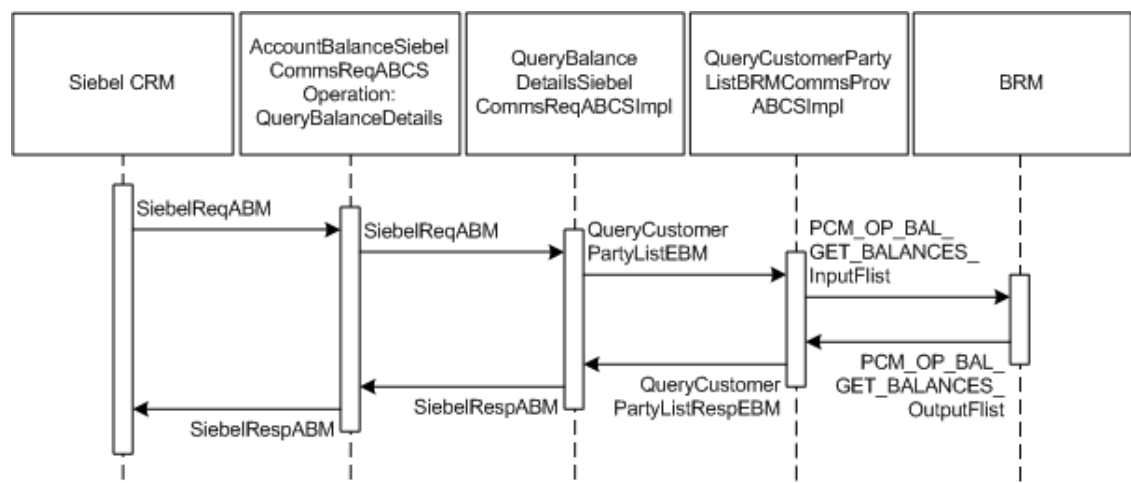 Siebel CRM
AccountBalanceSiebel
CommsReqABCS
Operation:
QueryBalanceDetails
QueryBalance
DetailsSiebel
CommsReqABCSImpl
QueryCustomerParty
ListBRMCommsProv
ABCSImpl
BRM
SiebelReqABM
SiebelReqABM
QueryCustomer
PartyListEBM
PCM_OP_BAL_
GET_BALANCES_
InputFlist
PCM_OP_BAL_
GET_BALANCES_
OutputFlist
QueryCustomer
PartyListRespEBM
SiebelRespABM
SiebelRespABM